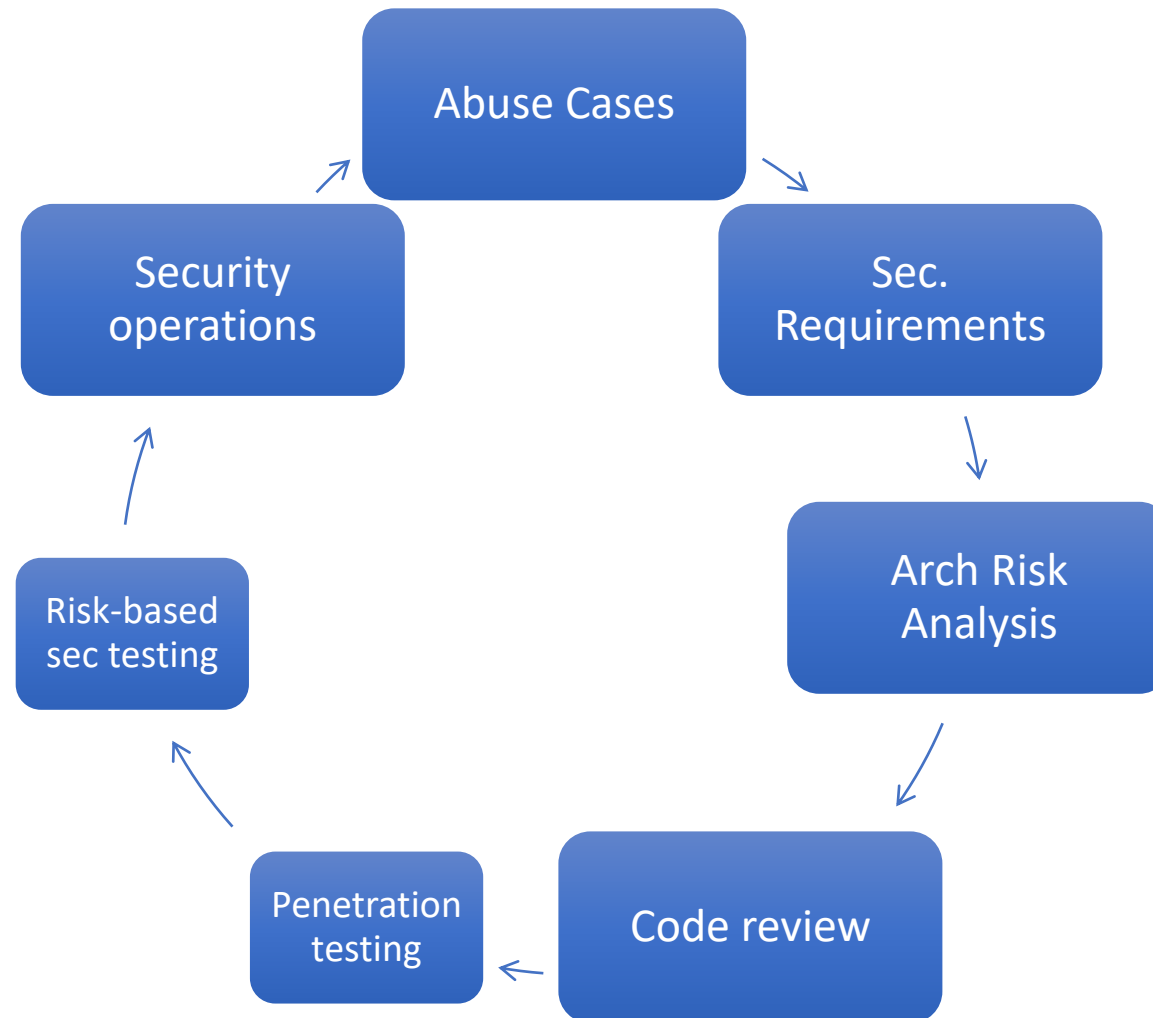 Abuse Cases
Sec.
Requirements
Arch Risk
Analysis
Code review
Penetration
testing
Risk-based
sec testing
Security
operations